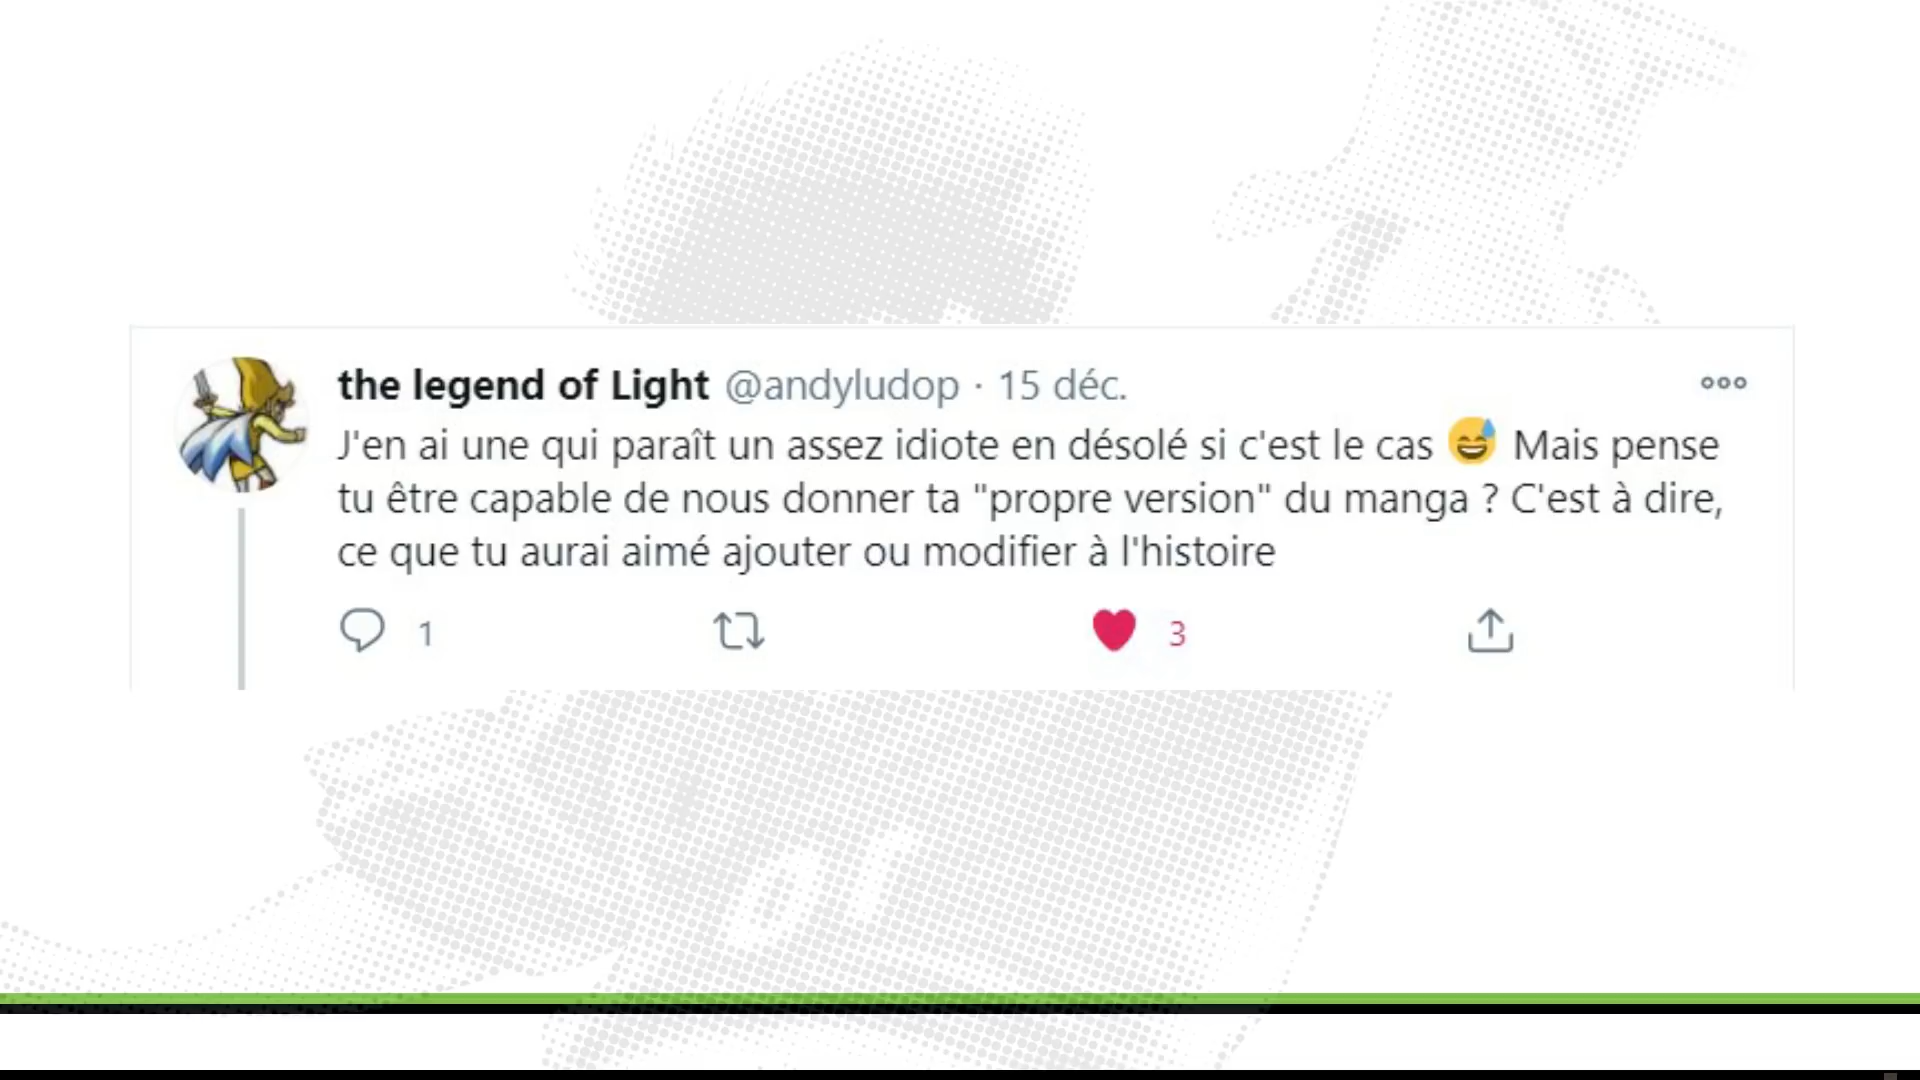 the legend of Light @andyludop · 15 déc.
J'en ai une qui paraît un assez idiote en désolé si c'est le cas 😅 Mais pense
tu être capable de nous donner ta "propre version" du manga ? C'est à dire,
ce que tu aurai aimé ajouter ou modifier à l'histoire
1 3